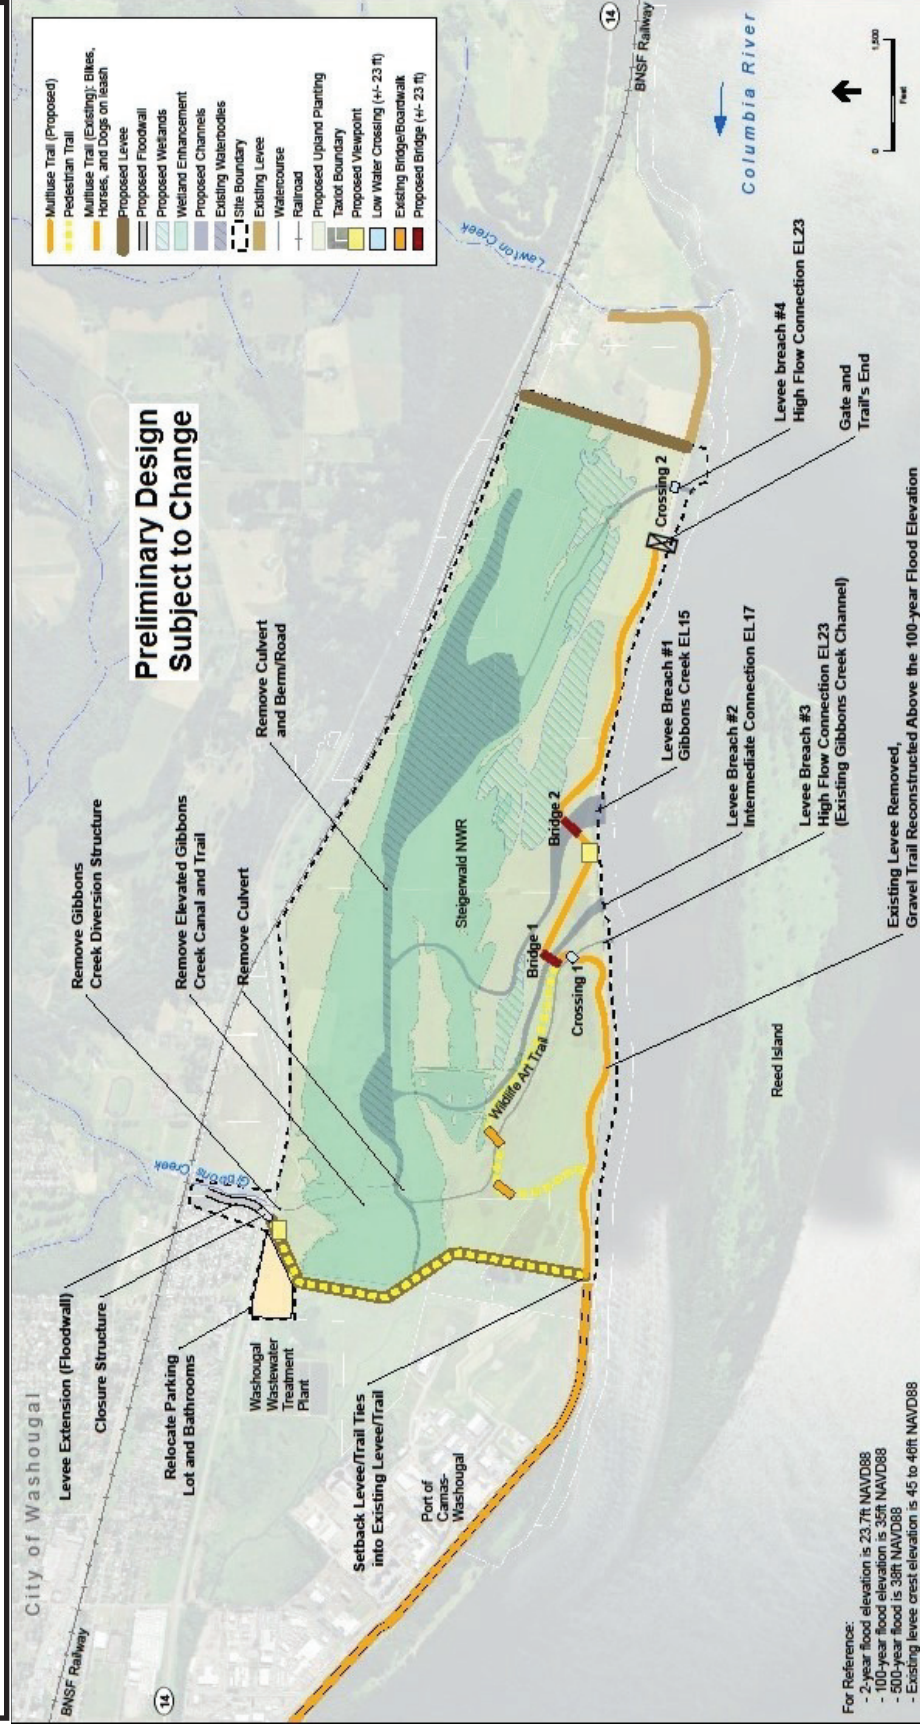 City of Washougal
BNSF Railway
14
Levee Extension (Floodwall)
Closure Structure
Relocate Parking
Lot and Bathrooms
Washougal
Wastewater
Treatment
Plant
Setback Levee/Trail Ties
into Existing Levee/Trail
Port of
Camas-
Washougal
Gibbons Creek
Remove Gibbons
Creek Diversion Structure
Remove Elevated Gibbons
Creek Canal and Trail
Remove Culvert
Remove Culvert
and Berm/Road
Preliminary Design
Subject to Change
Steigerwald NWR
Wildlife Art Trail
Bridge 1
Crossing 1
Bridge 2
Crossing 2
Lawton Creek
Reed Island
Levee Breach #1
Gibbons Creek EL15
Levee Breach #2
Intermediate Connection EL17
Levee Breach #3
High Flow Connection EL23
(Existing Gibbons Creek Channel)
Existing Levee Removed,
Gravel Trail Reconstructed Above the 100-year Flood Elevation
Levee breach #4
High Flow Connection EL23
Gate and
Trail's End
Multiuse Trail (Proposed)
Pedestrian Trail
Multiuse Trail (Existing): Bikes,
Horses, and Dogs on leash
Proposed Levee
Proposed Floodwall
Proposed Wetlands
Wetland Enhancement
Proposed Channels
Existing Waterbodies
Site Boundary
Existing Levee
Watercourse
Railroad
Proposed Upland Planting
Taxlot Boundary
Proposed Viewpoint
Low Water Crossing (+/- 23 ft)
Existing Bridge/Boardwalk
Proposed Bridge (+/- 23 ft)
14
BNSF Railway
Columbia River
0 1,500
Feet
For Reference:
- 2-year flood elevation is 23.7ft NAVD88
- 100-year flood elevation is 35ft NAVD88
- 500-year flood is 38ft NAVD88
- Existing levee crest elevation is 45 to 46ft NAVD88